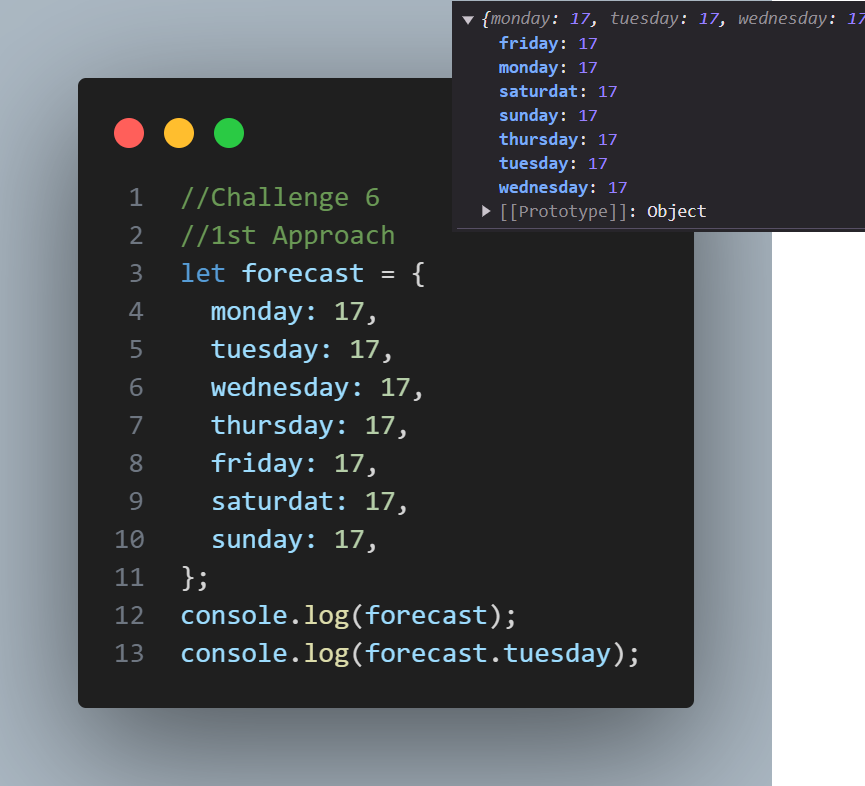 {monday: 17, tuesday: 17, wednesday: 17
friday: 17
monday: 17
saturdat: 17
sunday: 17
thursday: 17
tuesday: 17
wednesday: 17
[[Prototype]]: Object
1 //Challenge 6
2 //1st Approach
3 let forecast = {
4 monday: 17,
5 tuesday: 17,
6 wednesday: 17,
7 thursday: 17,
8 friday: 17,
9 saturdat: 17,
10 sunday: 17,
11 };
12 console.log(forecast);
13 console.log(forecast.tuesday);